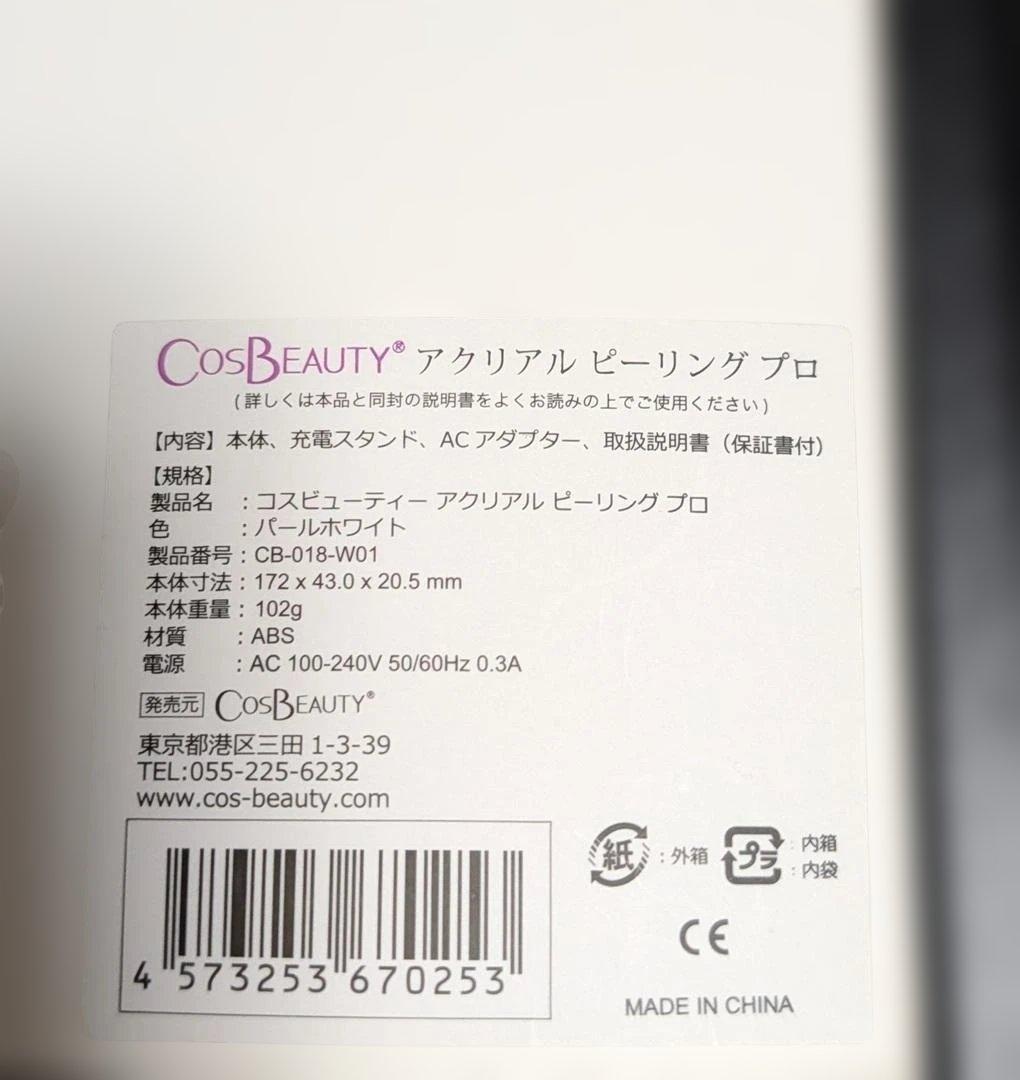 COSBEAUTY® アクリアル ピーリング プロ
(詳しくは本品と同封の説明書をよくお読みの上でご使用ください)
【内容】本体、充電スタンド、AC アダプター、取扱説明書（保証書付）
【規格】
製品名 ：コスビューティー アクリアル ピーリング プロ
色 ：パールホワイト
製品番号：CB-018-W01
本体寸法：172 x 43.0 x 20.5 mm
本体重量：102g
材質 ：ABS
電源 ：AC 100-240V 50/60Hz 0.3A
発売元 COSBEAUTY®
東京都港区三田 1-3-39
TEL:055-225-6232
www.cos-beauty.com
4 573253 670253
紙 ：外箱
プラ ：内箱
：内袋
CE
MADE IN CHINA